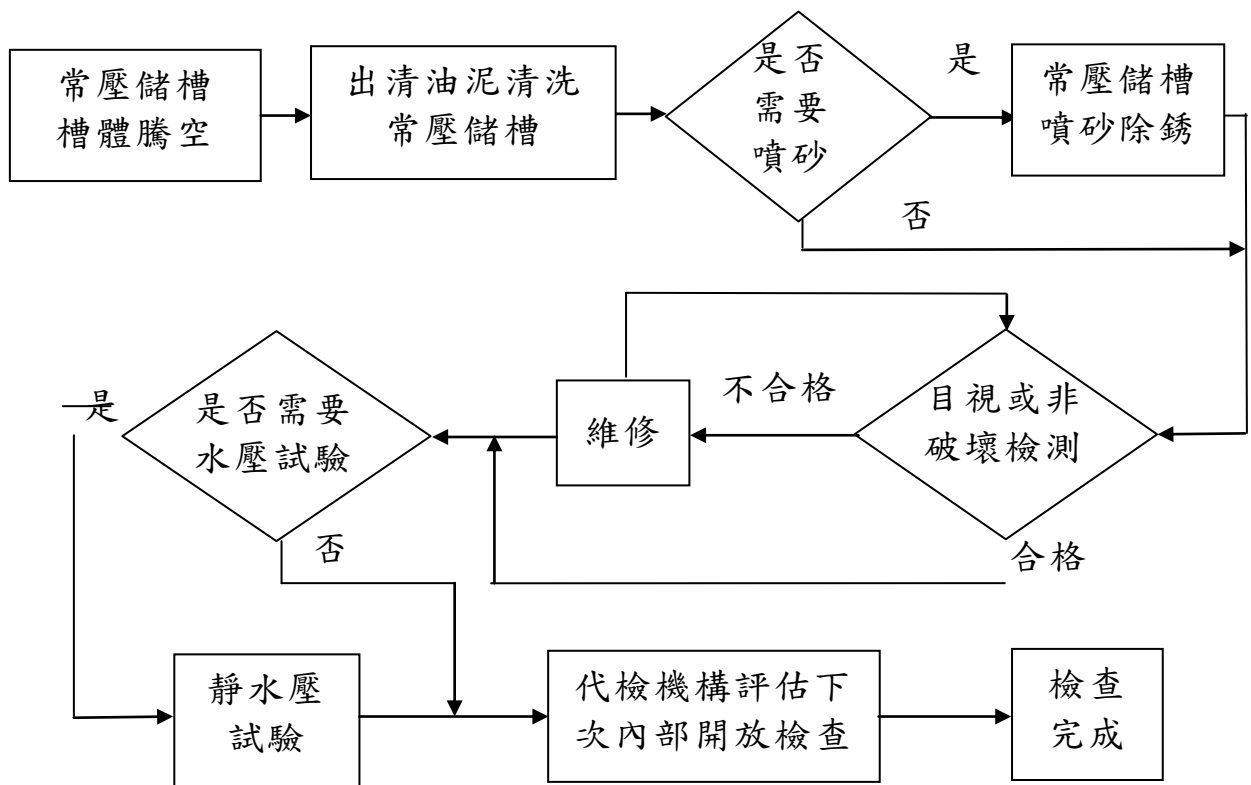 常壓儲槽
槽體騰空
出清油泥清洗
常壓儲槽
是否
需要
噴砂
是
常壓儲槽
噴砂除銹
否
是
是否需要
水壓試驗
維修
不合格
目視或非
破壞檢測
否
合格
靜水壓
試驗
代檢機構評估下
次內部開放檢查
檢查
完成